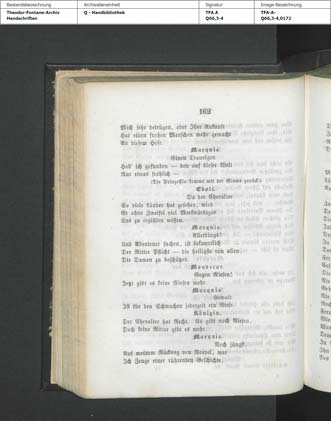 Bestandsbezeichnung
Theodor-Fontane-Archiv
Handschriften
Archivalieneinheit
Q - Handbibliothek
Signatur
TFA A
Q66,3-4
Image-Bezeichnung
TFA-A-
Q66,3-4,0172
162
Mich sehr betrügen, oder Ihre Ankunft
Hat einen frohen Menschen mehr gemacht
An diesem Hofe.
Marquis.
Einen Traurigen
Hab' ich gefunden — den auf dieser Welt
Nur etwas fröhlich —
(Die Prinzessin kommt mit der Gräfin zurück.)
Eboli.
Da der Chevalier
So viele Länder hat gesehen, wird
Er ohne Zweifel viel Merkwürdiges
Uns zu erzählen wissen.
Marquis.
Allerdings!
Und Abenteuer suchen, ist bekanntlich
Der Ritter Pflicht — die heiligste von allen,
Die Damen zu beschützen.
Mondecar.
Gegen Riesen!
Jetzt gibt es keine Riesen mehr.
Marquis.
Gewalt
Ist für den Schwachen jederzeit ein Riese.
Königin.
Der Chevalier hat Recht. Es gibt noch Riesen,
Doch keine Ritter gibt es mehr.
Marquis.
Noch jüngst,
Auf meinem Rückweg von Neapel, war
Ich Zeuge einer rührenden Geschichte,